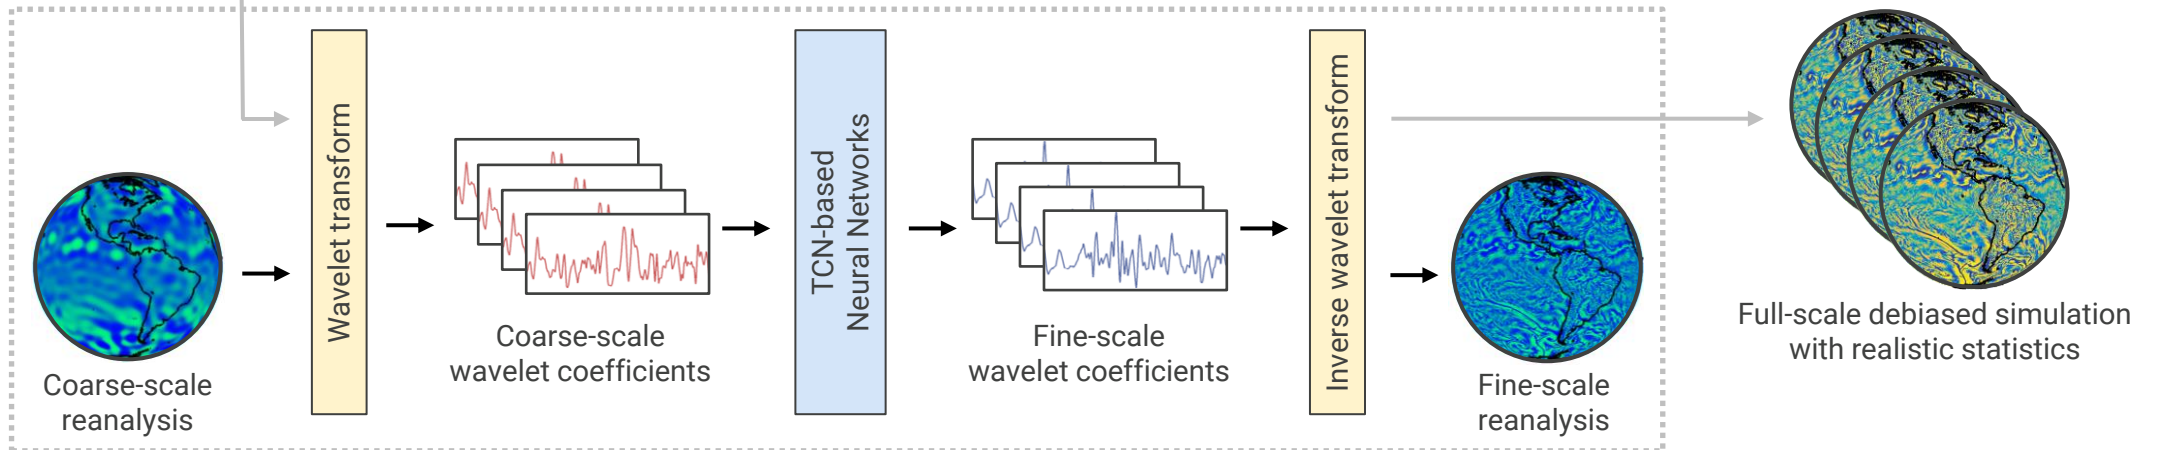 Coarse-scale
reanalysis
Wavelet transform
Coarse-scale
wavelet coefficients
TCN-based
Neural Networks
Fine-scale
wavelet coefficients
Inverse wavelet transform
Fine-scale
reanalysis
Full-scale debiased simulation
with realistic statistics